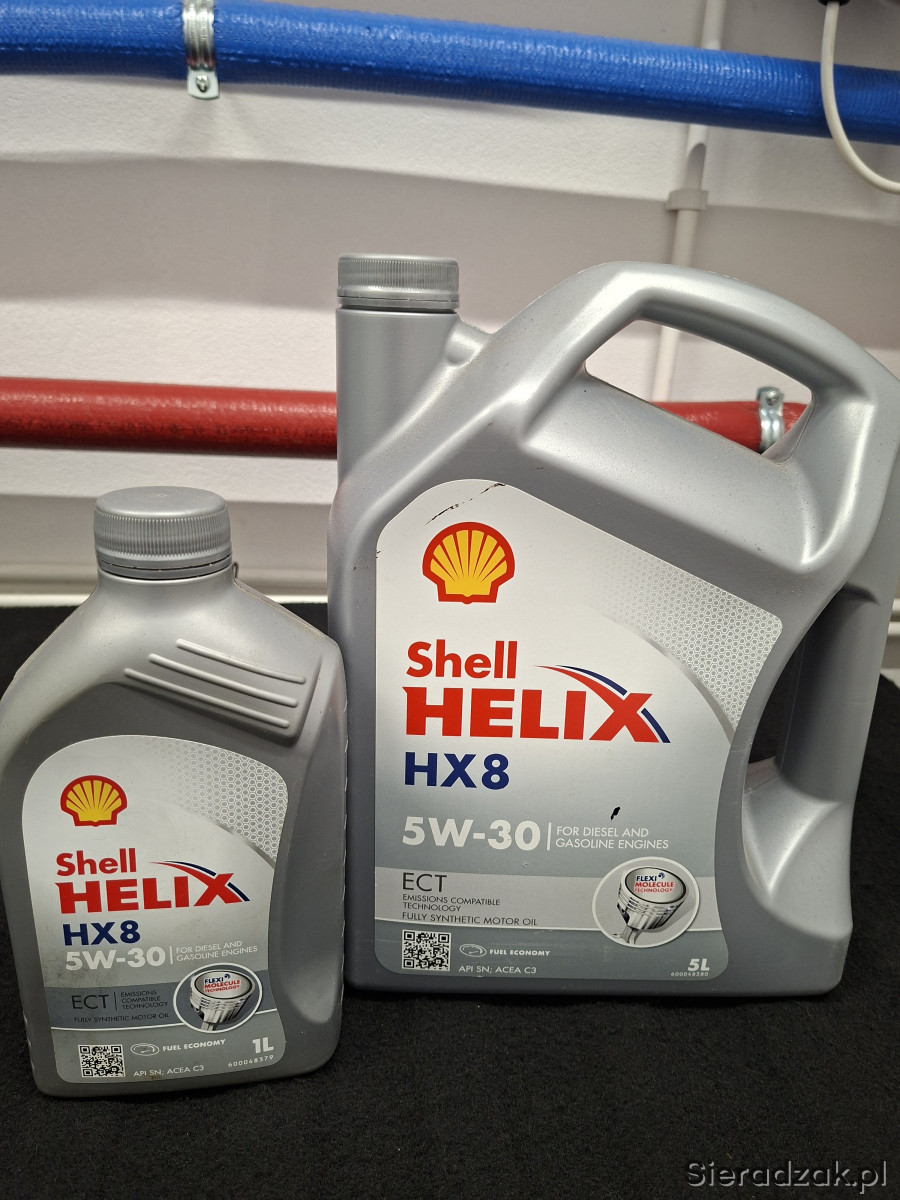 Shell
HELIX
HX8
5W-30
FOR DIESEL AND
GASOLINE ENGINES
ECT
EMISSIONS COMPATIBLE
TECHNOLOGY
FULLY SYNTHETIC MOTOR OIL
FLEXI
MOLECULE
TECHNOLOGY
FUEL ECONOMY
API SN; ACEA C3
5L
600048380
Shell
HELIX
HX8
5W-30
FOR DIESEL AND
GASOLINE ENGINES
ECT
EMISSIONS
COMPATIBLE
TECHNOLOGY
FULLY SYNTHETIC MOTOR OIL
FLEXI
MOLECULE
TECHNOLOGY
FUEL ECONOMY
API SN; ACEA C3
1L
600048379
Sieradzak.pl